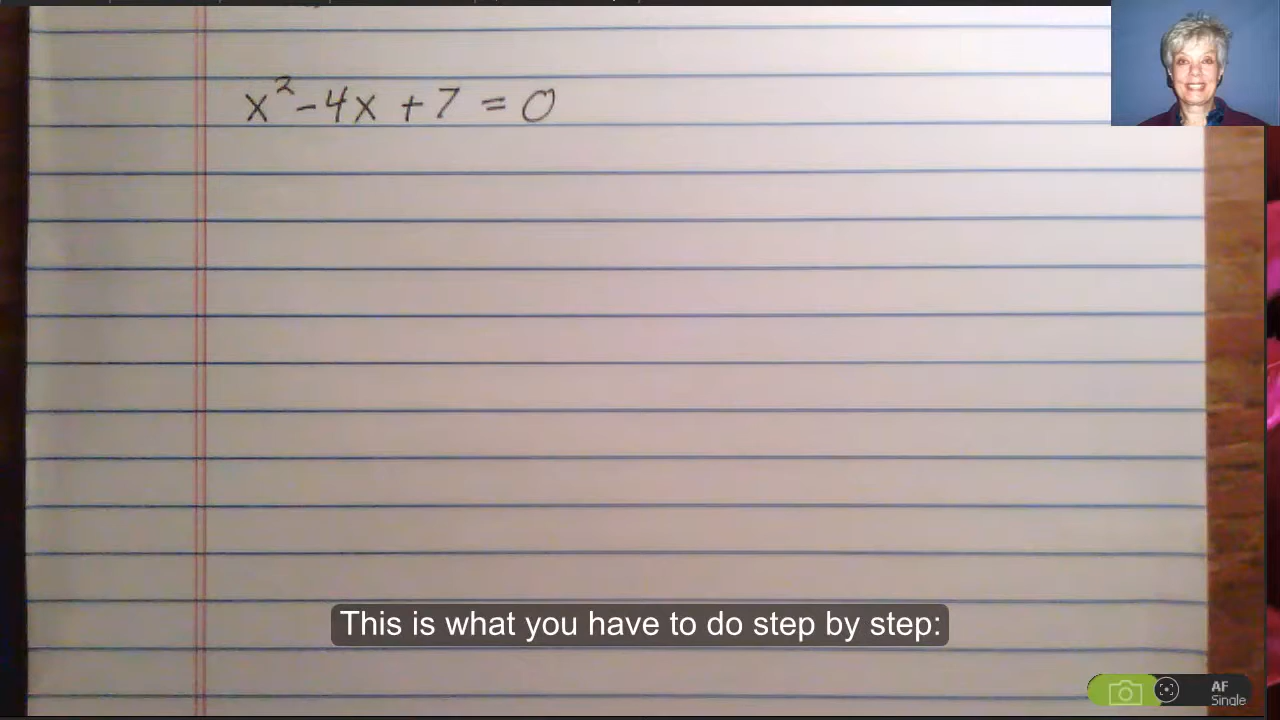 x² - 4x + 7 = 0
This is what you have to do step by step:
AF
Single